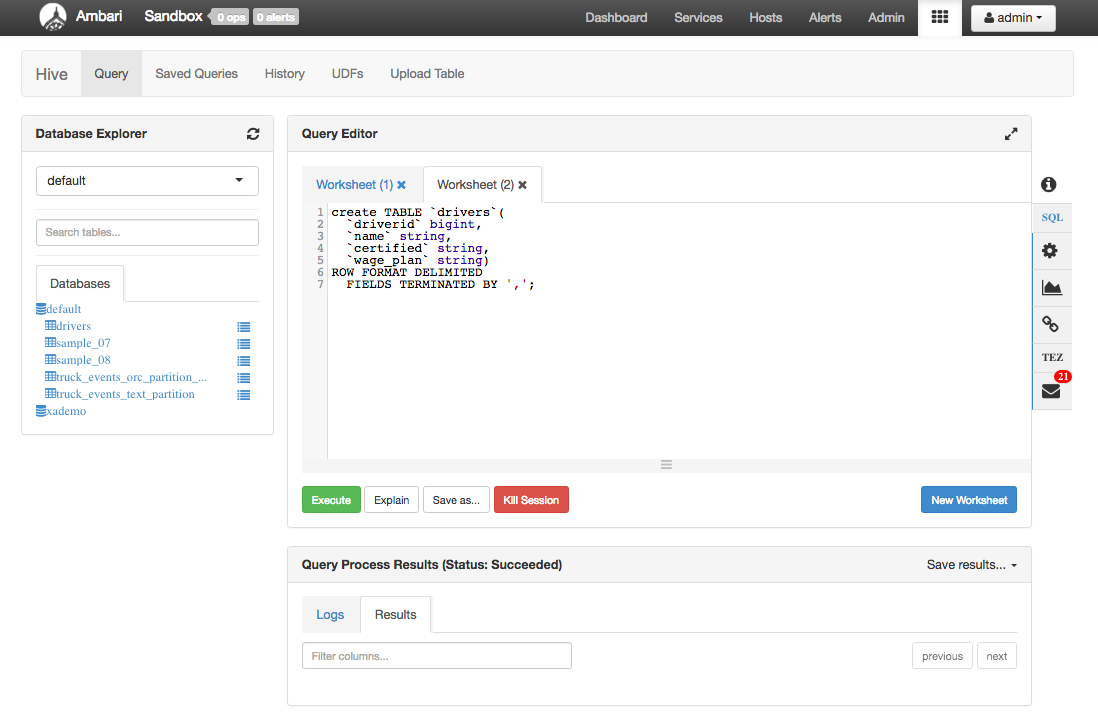 Ambari Sandbox 0 ops 0 alerts Dashboard Services Hosts Alerts Admin admin
Hive Query Saved Queries History UDFs Upload Table
Database Explorer
default
Search tables...
Databases
default
drivers
sample_07
sample_08
truck_events_orc_partition_...
truck_events_text_partition
xademo
Query Editor
Worksheet (1) Worksheet (2)
1 create TABLE `drivers`(
2 `driverid` bigint,
3 `name` string,
4 `certified` string,
5 `wage_plan` string)
6 ROW FORMAT DELIMITED
7 FIELDS TERMINATED BY ',';
Execute Explain Save as... Kill Session New Worksheet
SQL
TEZ
21
Query Process Results (Status: Succeeded) Save results...
Logs Results
Filter columns... previous next